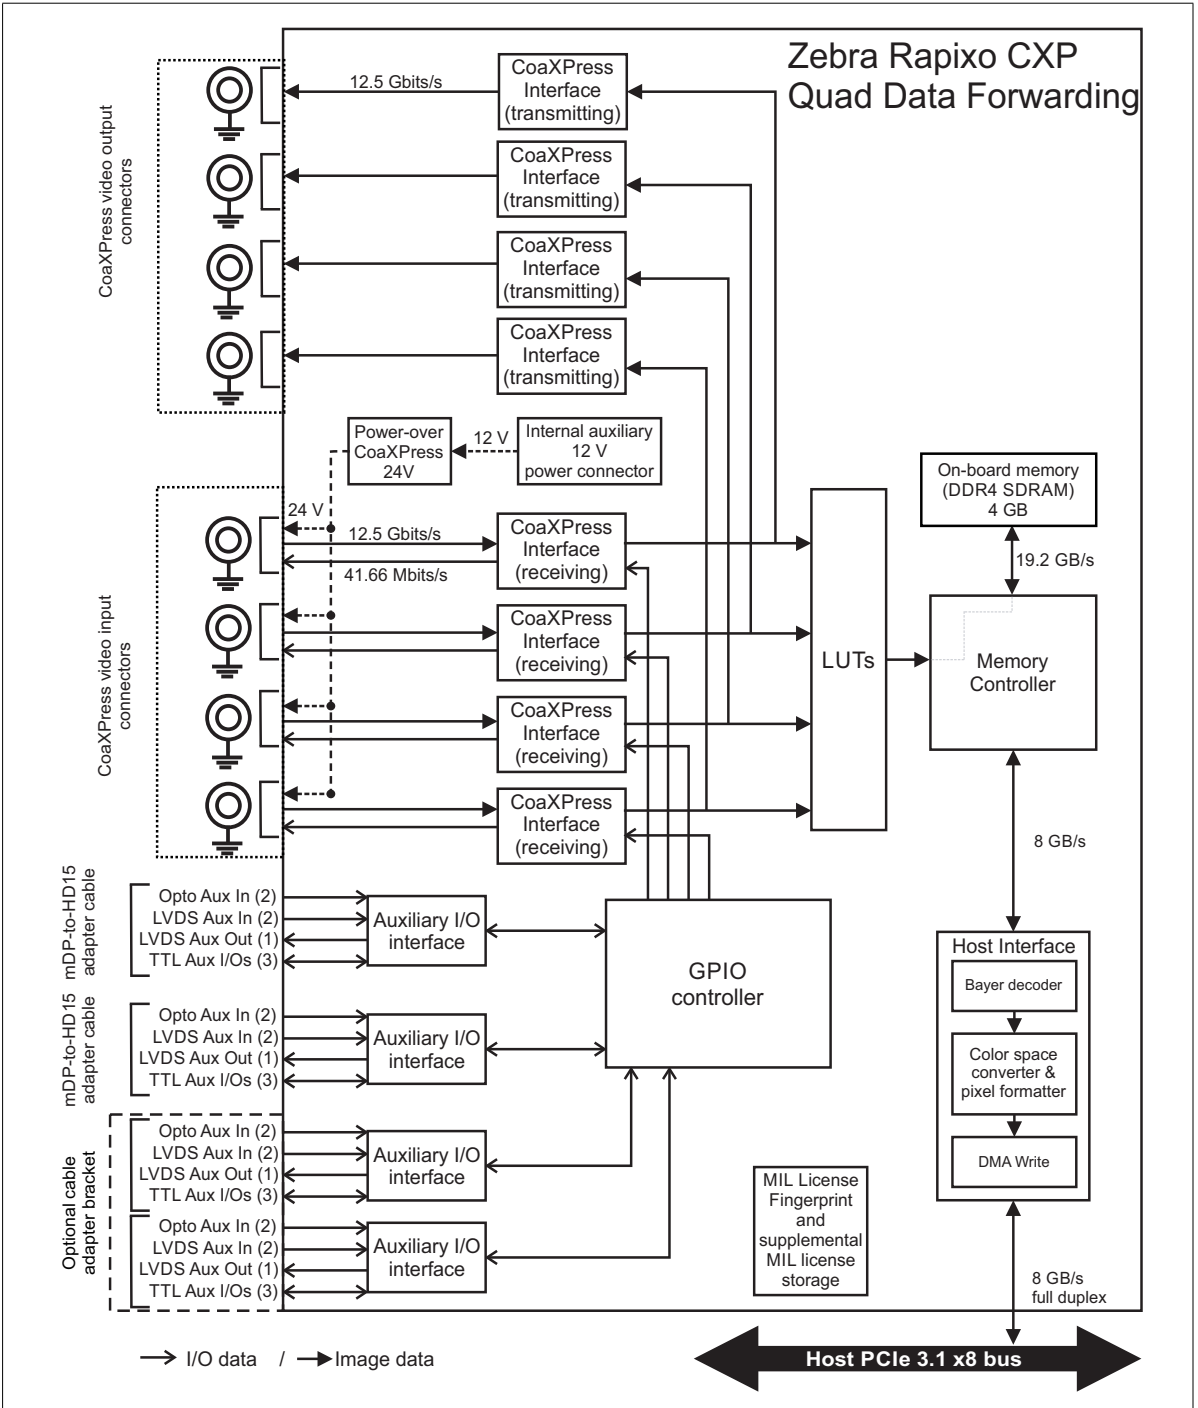 Zebra Rapixo CXP
Quad Data Forwarding
CoaXPress video output
connectors
12.5 Gbits/s
CoaXPress
Interface
(transmitting)
CoaXPress
Interface
(transmitting)
CoaXPress
Interface
(transmitting)
CoaXPress
Interface
(transmitting)
Power-over
CoaXPress
24V
12 V
Internal auxiliary
12 V
power connector
On-board memory
(DDR4 SDRAM)
4 GB
19.2 GB/s
CoaXPress video input
connectors
24 V
12.5 Gbits/s
41.66 Mbits/s
CoaXPress
Interface
(receiving)
CoaXPress
Interface
(receiving)
CoaXPress
Interface
(receiving)
CoaXPress
Interface
(receiving)
LUTs
Memory
Controller
8 GB/s
mDP-to-HD15
adapter cable
Opto Aux In (2)
LVDS Aux In (2)
LVDS Aux Out (1)
TTL Aux I/Os (3)
Auxiliary I/O
interface
GPIO
controller
Host Interface
Bayer decoder
Color space
converter &
pixel formatter
DMA Write
mDP-to-HD15
adapter cable
Opto Aux In (2)
LVDS Aux In (2)
LVDS Aux Out (1)
TTL Aux I/Os (3)
Auxiliary I/O
interface
Optional cable
adapter bracket
Opto Aux In (2)
LVDS Aux In (2)
LVDS Aux Out (1)
TTL Aux I/Os (3)
Auxiliary I/O
interface
Opto Aux In (2)
LVDS Aux In (2)
LVDS Aux Out (1)
TTL Aux I/Os (3)
Auxiliary I/O
interface
MIL License
Fingerprint
and
supplemental
MIL license
storage
8 GB/s
full duplex
I/O data / Image data
Host PCIe 3.1 x8 bus